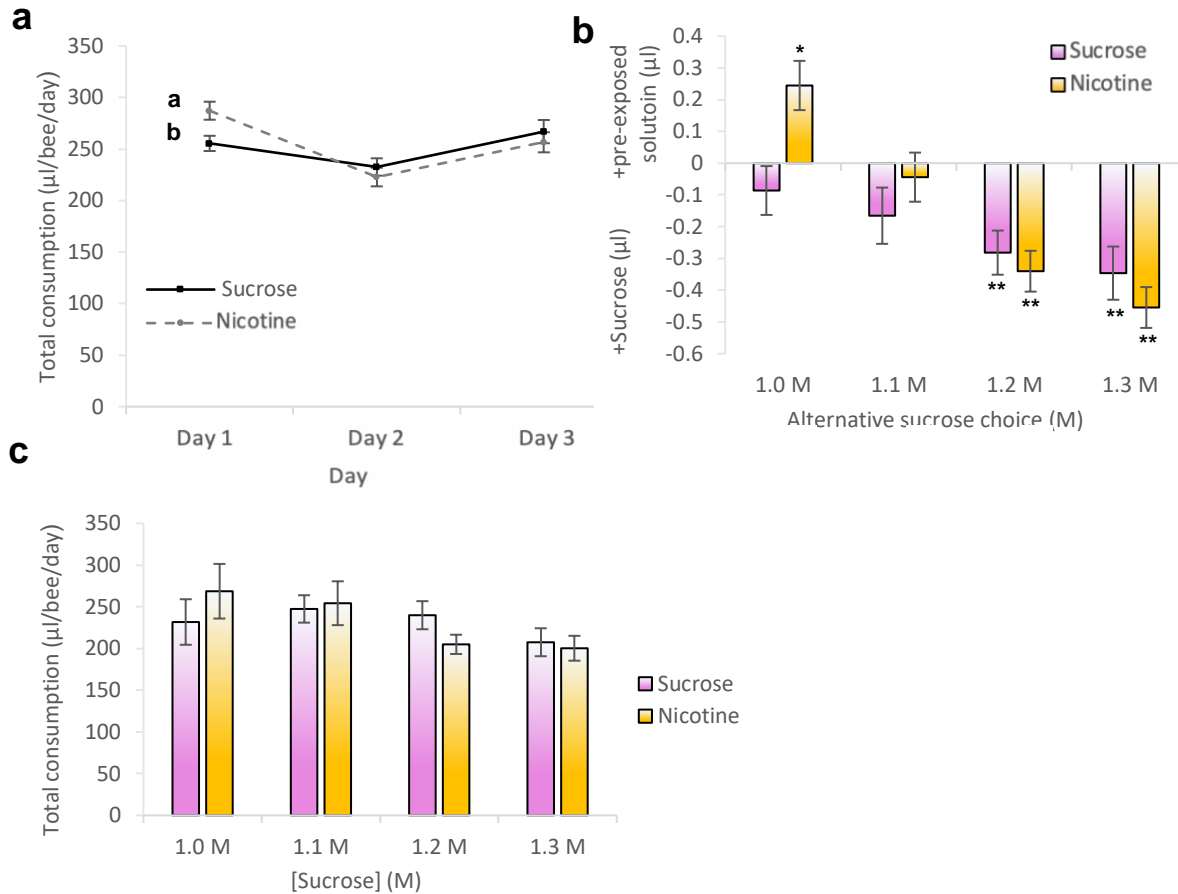 a
350
300
250
200
150
100
50
0
Total consumption (µl/bee/day)
a
b
Sucrose
Nicotine
Day 1 Day 2 Day 3
Day
b
0.4
0.3
0.2
0.1
0
-0.1
-0.2
-0.3
-0.4
-0.5
-0.6
+pre-exposed
solutoin (µl)
+Sucrose (µl)
*
Sucrose
Nicotine
** ** ** **
1.0 M 1.1 M 1.2 M 1.3 M
Alternative sucrose choice (M)
c
350
300
250
200
150
100
50
0
Total consumption (µl/bee/day)
Sucrose
Nicotine
1.0 M 1.1 M 1.2 M 1.3 M
[Sucrose] (M)